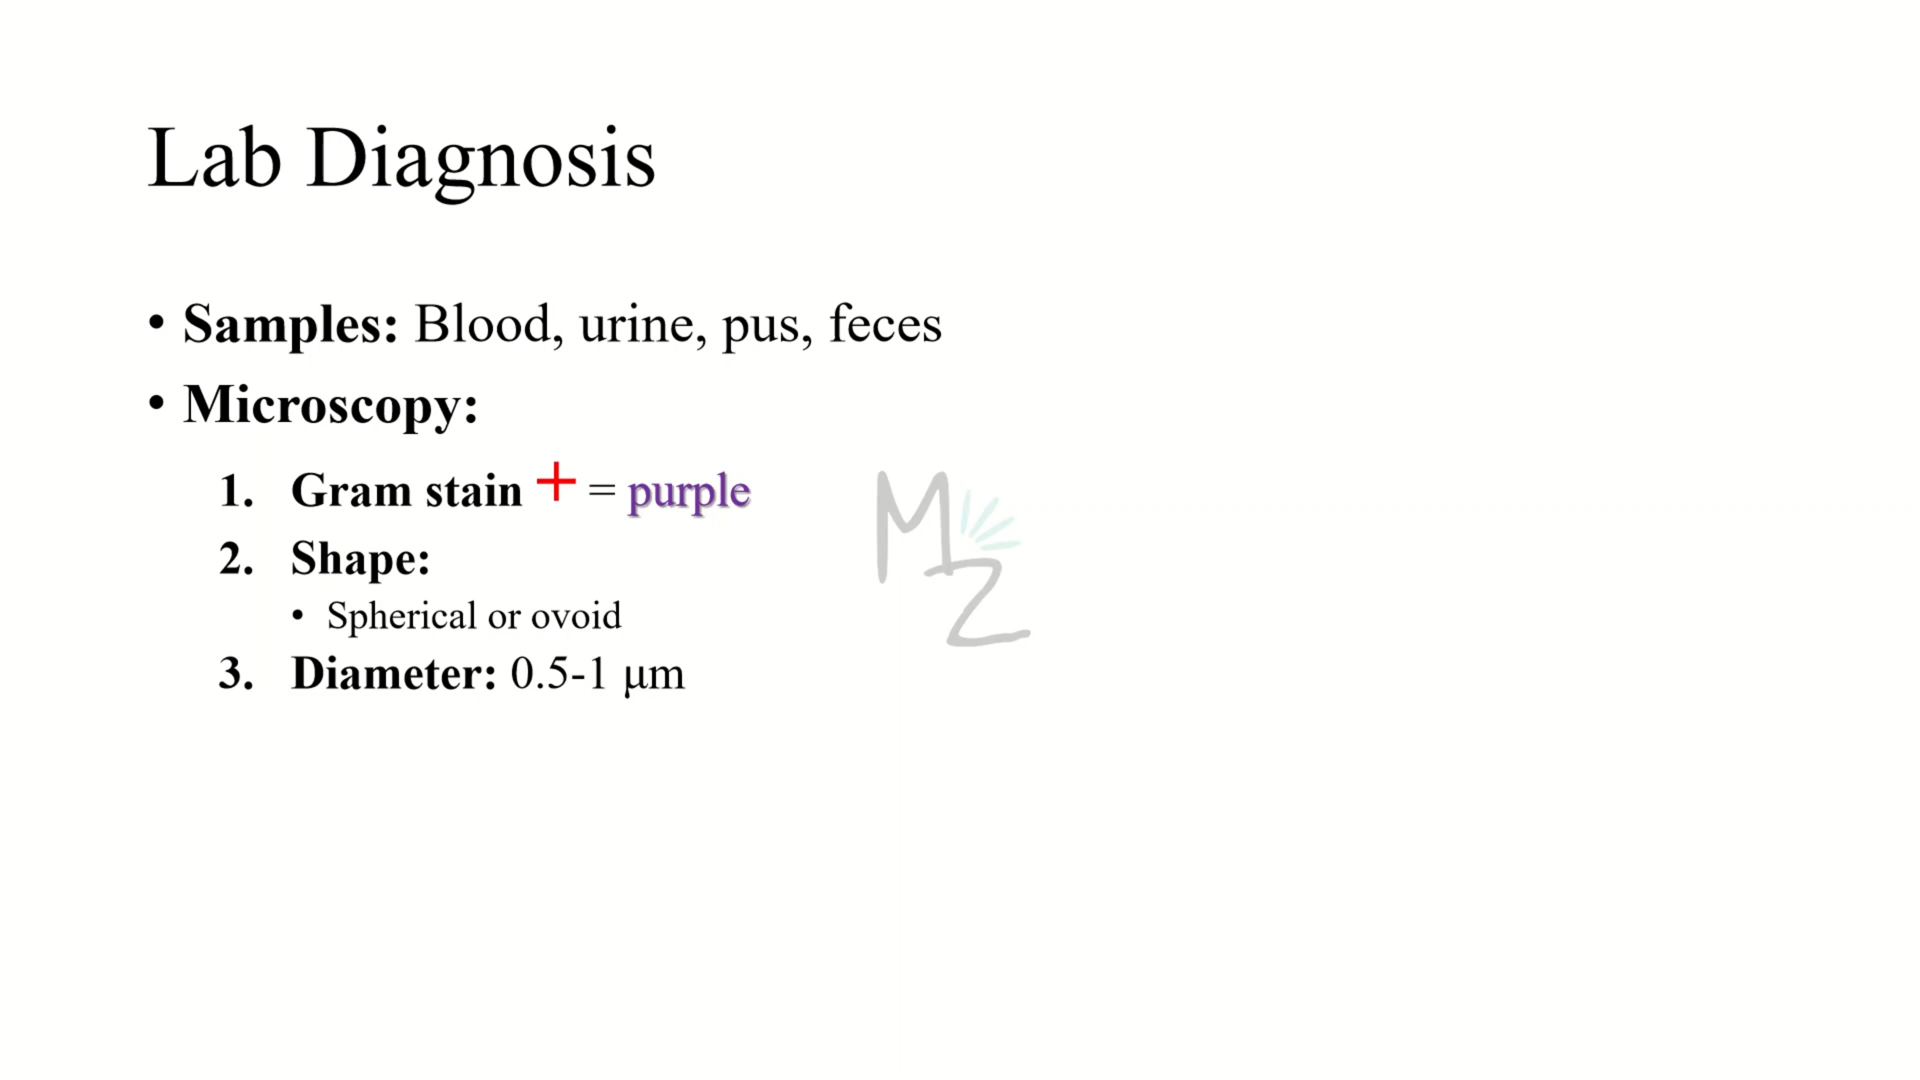 Lab Diagnosis
• Samples: Blood, urine, pus, feces
• Microscopy:
1. Gram stain + = purple
2. Shape:
• Spherical or ovoid
3. Diameter: 0.5-1 μm
M
Z